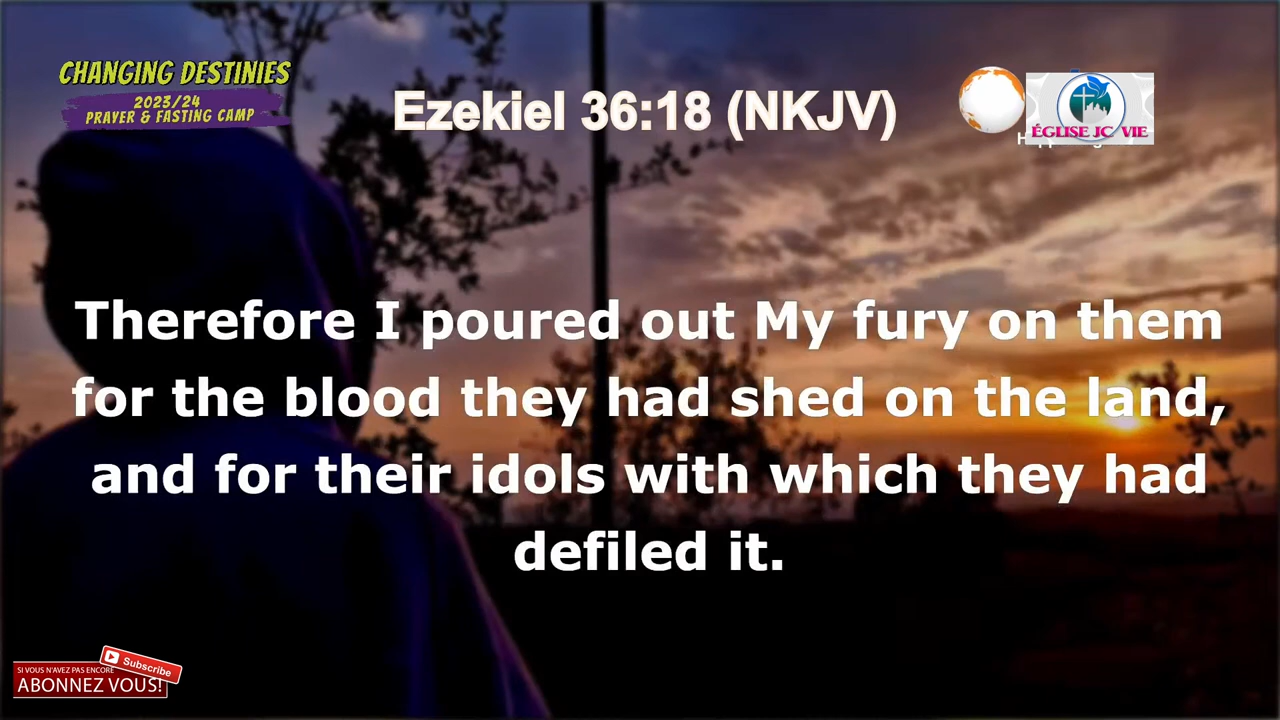 CHANGING DESTINIES
2023/24
PRAYER & FASTING CAMP
Ezekiel 36:18 (NKJV)
ÉGLISE JC VIE
Therefore I poured out My fury on them
for the blood they had shed on the land,
and for their idols with which they had
defiled it.
SI VOUS N'AVEZ PAS ENCORE
Subscribe
ABONNEZ VOUS!